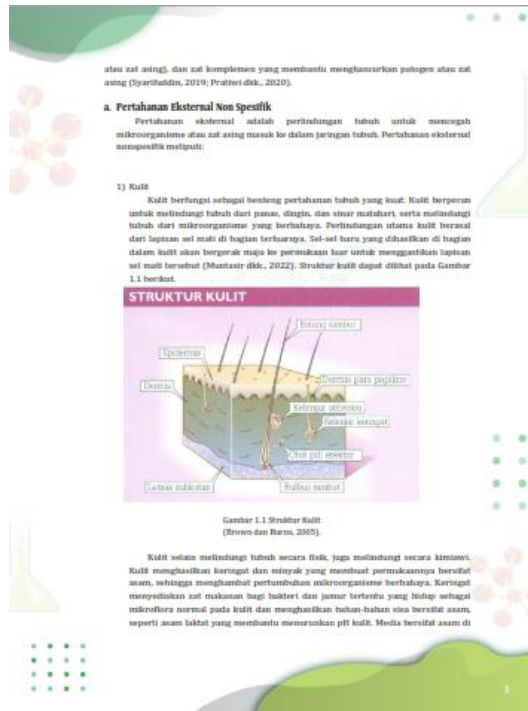 atau zat asing), dan zat komplemen yang membantu menghancurkan patogen atau zat
asing (Syarifuddin, 2019; Pratiwi dkk., 2020).
a. Pertahanan Eksternal Non Spesifik
Pertahanan eksternal adalah perlindungan tubuh untuk mencegah
mikroorganisme atau zat asing masuk ke dalam jaringan tubuh. Pertahanan eksternal
nonspesifik meliputi:
1) Kulit
Kulit berfungsi sebagai benteng pertahanan tubuh yang kuat. Kulit berperan
untuk melindungi tubuh dari panas, dingin, dan sinar matahari, serta melindungi
tubuh dari mikroorganisme yang berbahaya. Perlindungan utama kulit berasal
dari lapisan sel mati di bagian terluarnya. Sel-sel baru yang dihasilkan di bagian
dalam kulit akan bergerak maju ke permukaan luar untuk menggantikan lapisan
sel mati tersebut (Muntasir dkk., 2022). Struktur kulit dapat dilihat pada Gambar
1.1 berikut.
STRUKTUR KULIT
Batang rambut
Epidermis
Dermis
Dermis pars papilare
Kelenjar sebasea
Kelenjar keringat
Otot pili erektor
Lemak subkutan
Bulbus rambut
Gambar 1.1 Struktur Kulit
(Brown dan Burns, 2005).
Kulit selain melindungi tubuh secara fisik, juga melindungi secara kimiawi.
Kulit menghasilkan keringat dan minyak yang membuat permukaannya bersifat
asam, sehingga menghambat pertumbuhan mikroorganisme berbahaya. Keringat
menyediakan zat makanan bagi bakteri dan jamur tertentu yang hidup sebagai
mikroflora normal pada kulit dan menghasilkan bahan-bahan sisa bersifat asam,
seperti asam laktat yang membantu menurunkan pH kulit. Media bersifat asam di
3